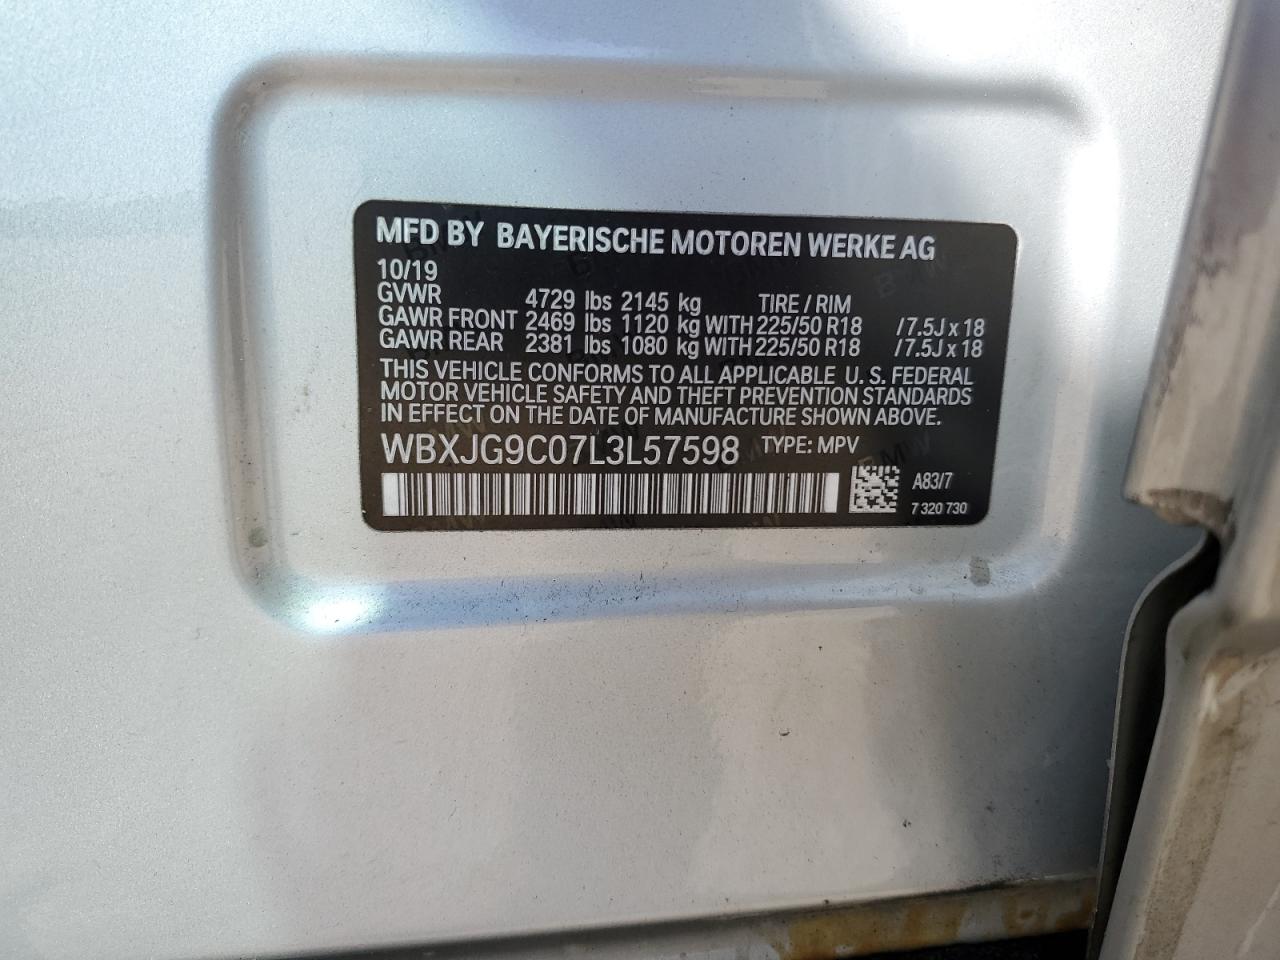 MFD BY BAYERISCHE MOTOREN WERKE AG
10/19
GVWR 4729 lbs 2145 kg TIRE / RIM
GAWR FRONT 2469 lbs 1120 kg WITH 225/50 R18 /7.5J x 18
GAWR REAR 2381 lbs 1080 kg WITH 225/50 R18 /7.5J x 18
THIS VEHICLE CONFORMS TO ALL APPLICABLE U. S. FEDERAL
MOTOR VEHICLE SAFETY AND THEFT PREVENTION STANDARDS
IN EFFECT ON THE DATE OF MANUFACTURE SHOWN ABOVE.
WBXJG9C07L3L57598 TYPE: MPV
A83/7
7 320 730